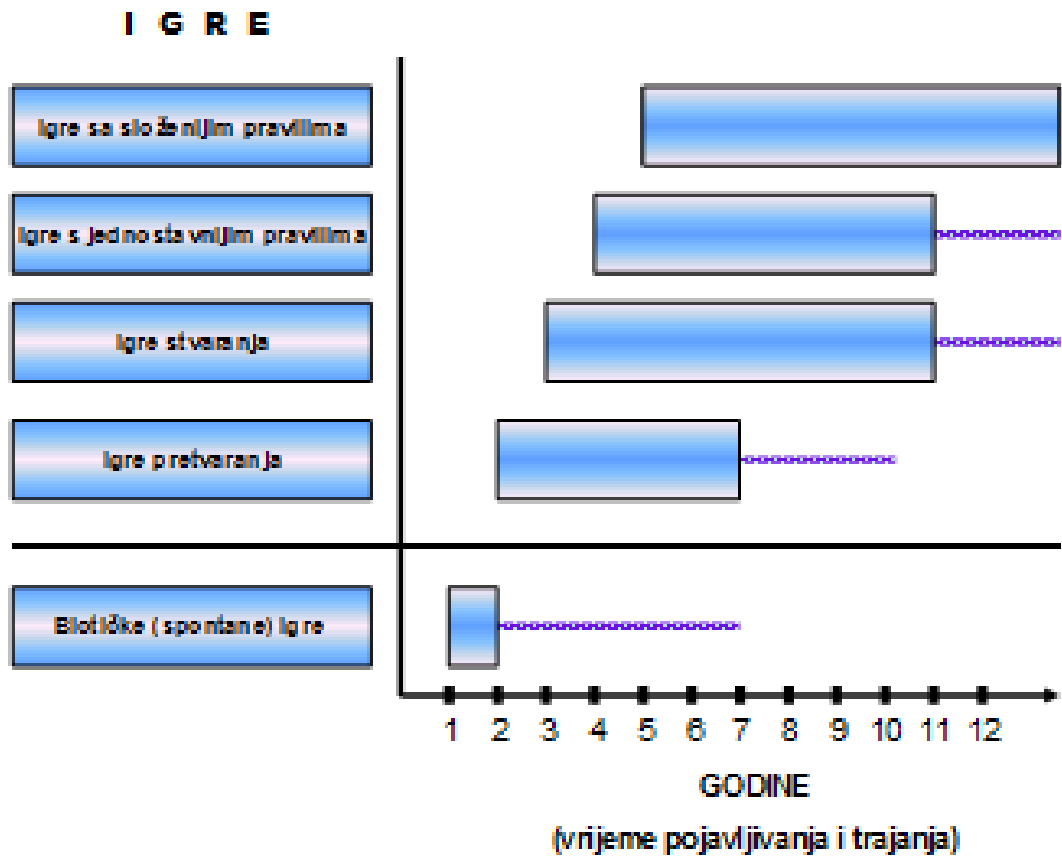 I G R E
Igre sa složenijim pravilima
Igre s jednostavnijim pravilima
Igre stvaranja
Igre pretvaranja
Biotičke (spontane) igre
1 2 3 4 5 6 7 8 9 10 11 12
GODINE
(vrijeme pojavljivanja i trajanja)